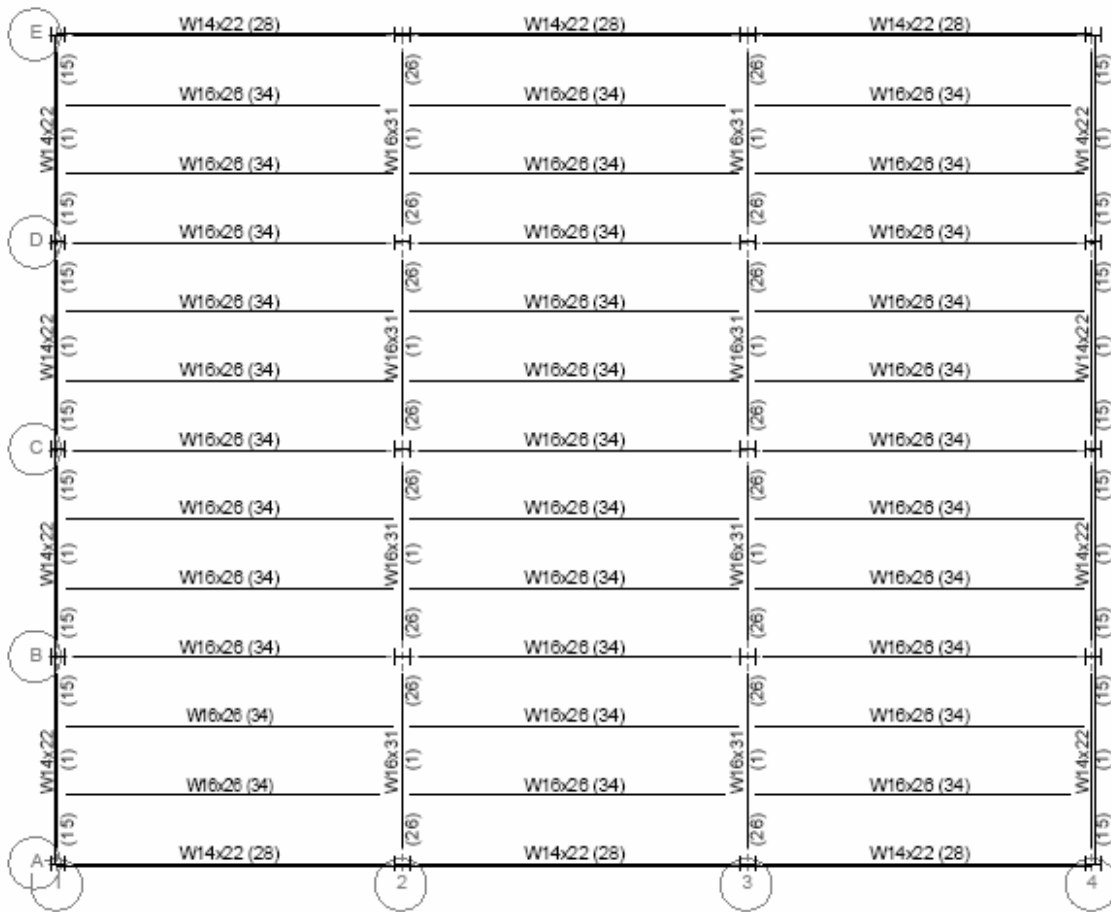 W14x22 (28) W14x22 (28) W14x22 (28)
E
(15) (26) (26) (15)
W16x26 (34) W16x26 (34) W16x26 (34)
W14x22 (1) W16x31 (1) W16x31 (1) W14x22 (1)
W16x26 (34) W16x26 (34) W16x26 (34)
(15) (26) (26) (15)
D W16x26 (34) W16x26 (34) W16x26 (34)
(15) (26) (26) (15)
W16x26 (34) W16x26 (34) W16x26 (34)
W14x22 (1) W16x31 (1) W16x31 (1) W14x22 (1)
W16x26 (34) W16x26 (34) W16x26 (34)
(15) (26) (26) (15)
C W16x26 (34) W16x26 (34) W16x26 (34)
(15) (26) (26) (15)
W16x26 (34) W16x26 (34) W16x26 (34)
W14x22 (1) W16x31 (1) W16x31 (1) W14x22 (1)
W16x26 (34) W16x26 (34) W16x26 (34)
(15) (26) (26) (15)
B W16x26 (34) W16x26 (34) W16x26 (34)
(15) (26) (26) (15)
W16x26 (34) W16x26 (34) W16x26 (34)
W14x22 (1) W16x31 (1) W16x31 (1) W14x22 (1)
W16x26 (34) W16x26 (34) W16x26 (34)
(15) (26) (26) (15)
A W14x22 (28) W14x22 (28) W14x22 (28)
1 2 3 4